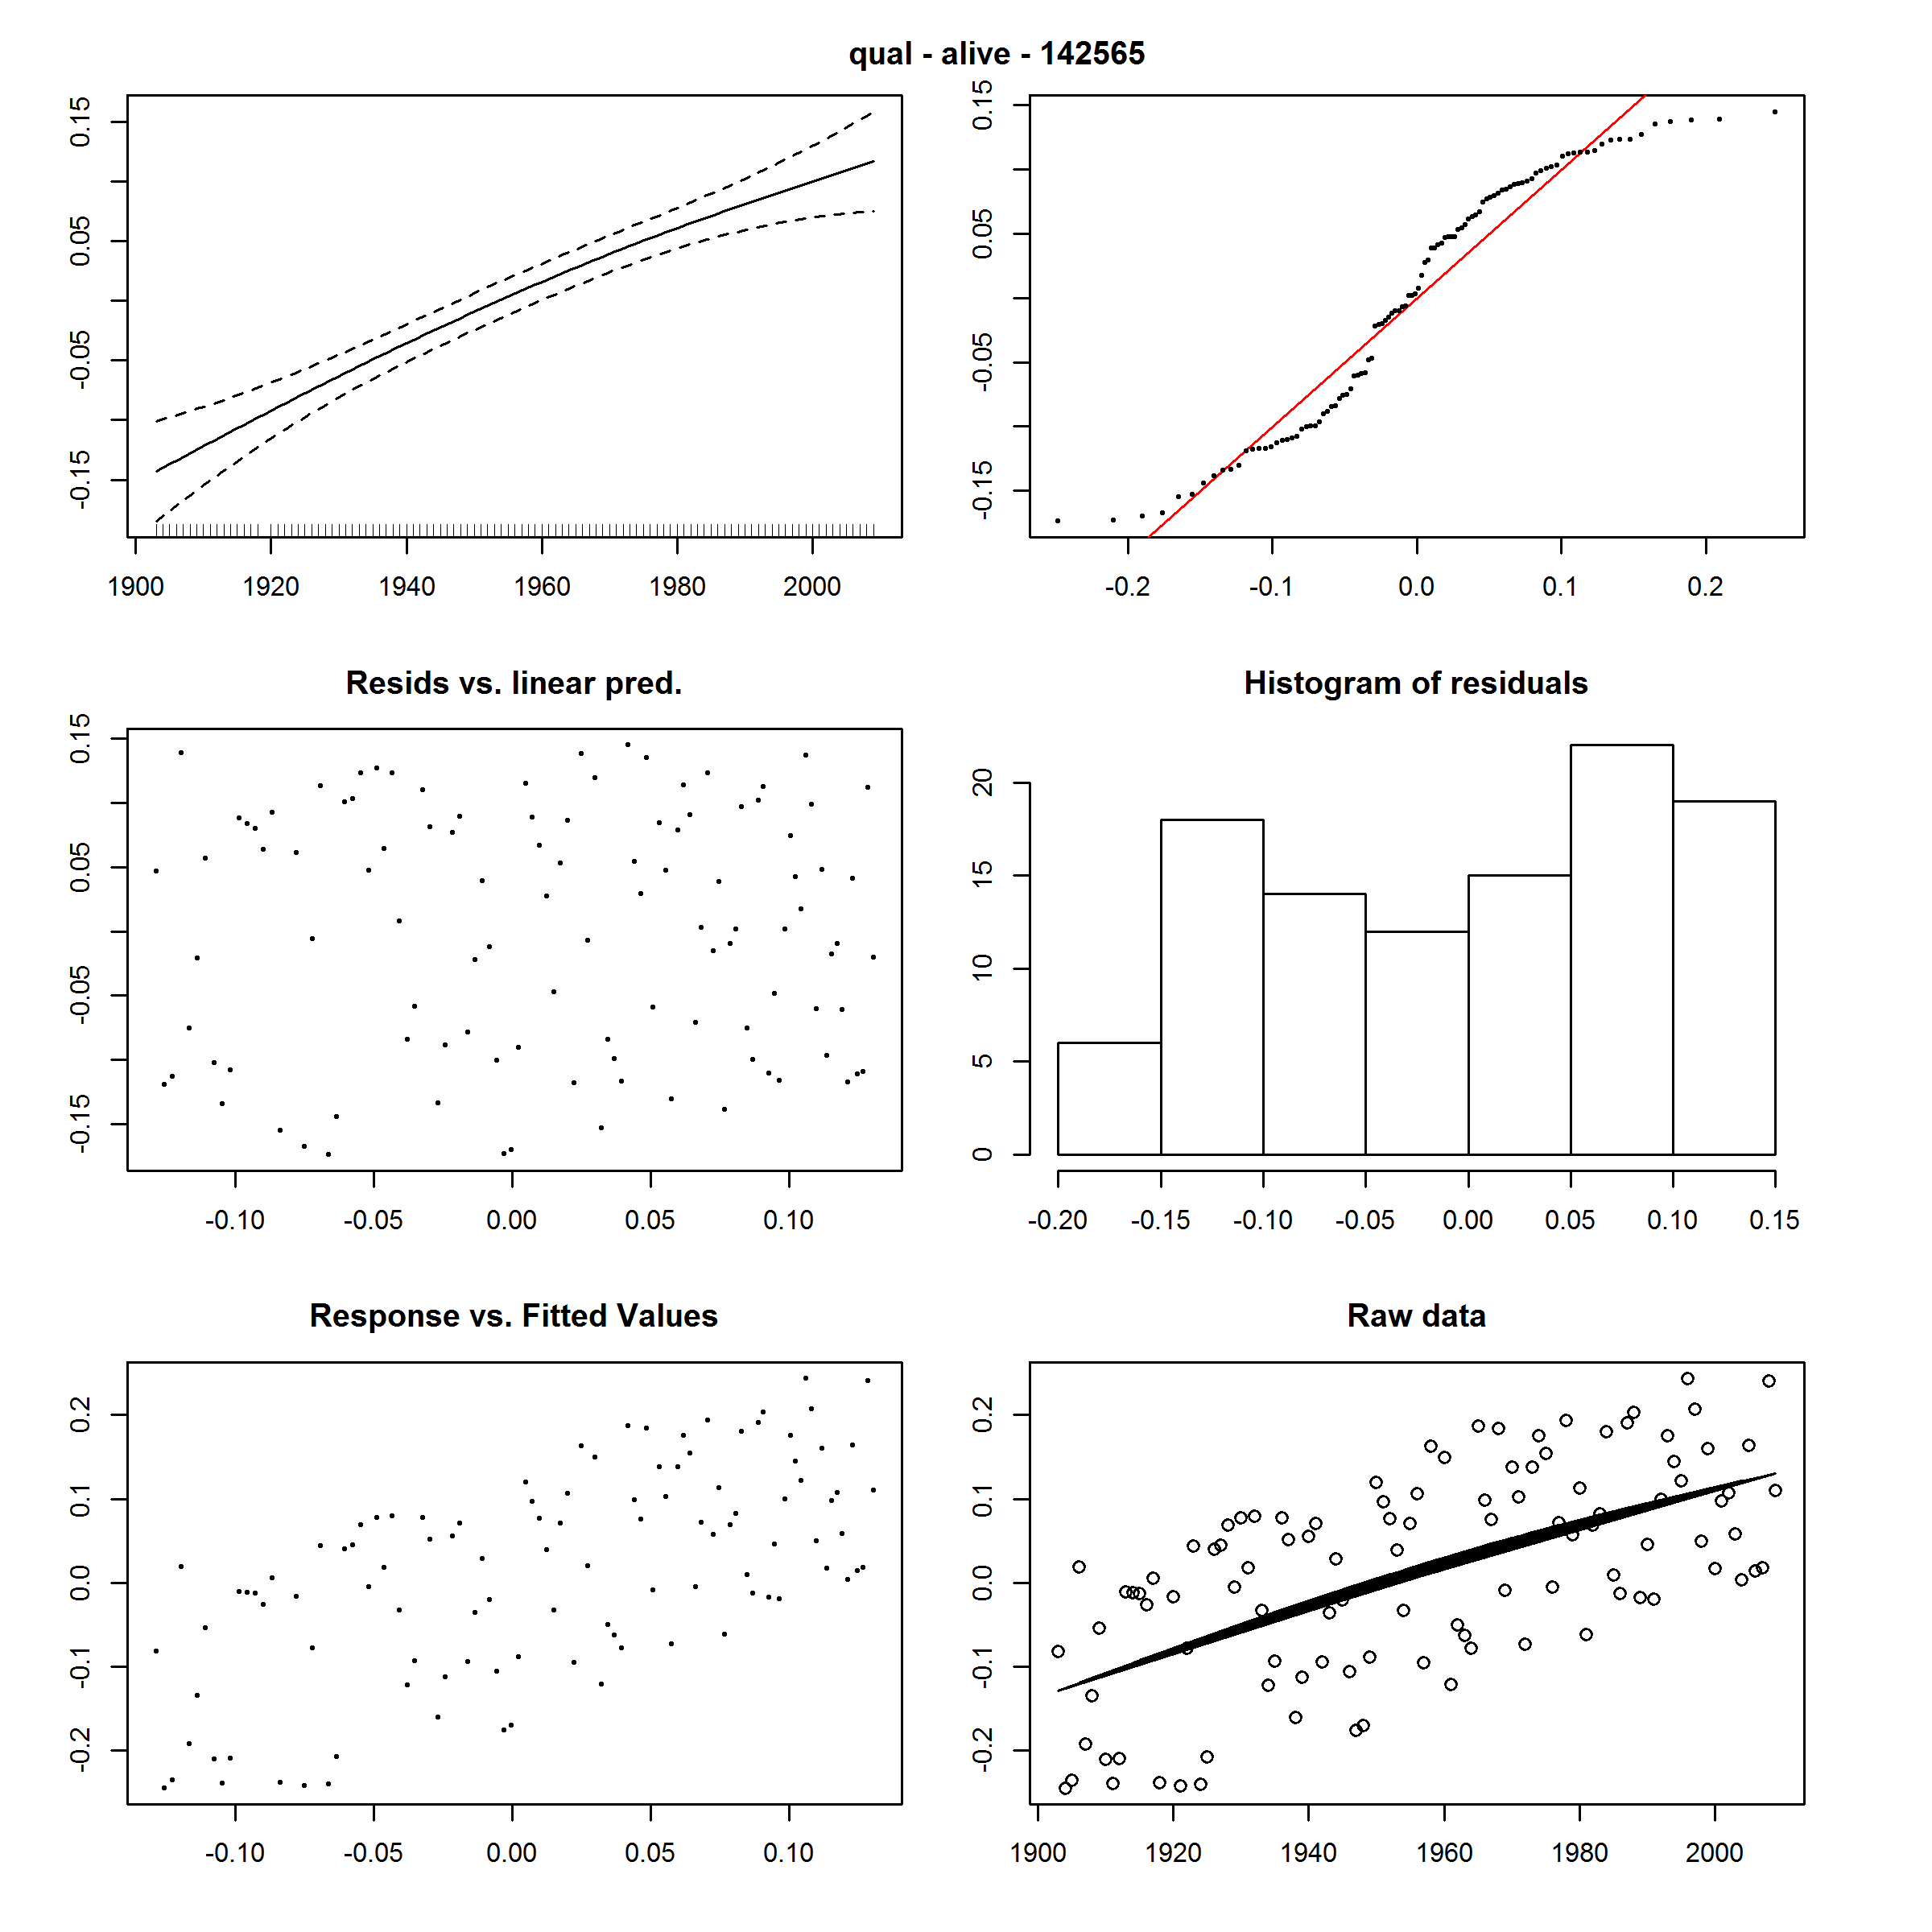 qual - alive - 142565
0.15
0.05
-0.05
-0.15
1900 1920 1940 1960 1980 2000
0.15
0.05
-0.05
-0.15
-0.2 -0.1 0.0 0.1 0.2
Resids vs. linear pred.
0.15
0.05
-0.05
-0.15
-0.10 -0.05 0.00 0.05 0.10
Histogram of residuals
20
15
10
5
0
-0.20 -0.15 -0.10 -0.05 0.00 0.05 0.10 0.15
Response vs. Fitted Values
0.2
0.1
0.0
-0.1
-0.2
-0.10 -0.05 0.00 0.05 0.10
Raw data
0.2
0.1
0.0
-0.1
-0.2
1900 1920 1940 1960 1980 2000